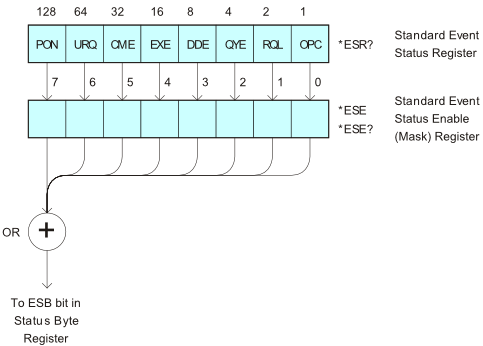 128 64 32 16 8 4 2 1
PON URQ CME EXE DDE QYE RQL OPC
*ESR?
Standard Event
Status Register
7 6 5 4 3 2 1 0
*ESE
*ESE?
Standard Event
Status Enable
(Mask) Register
OR +
To ESB bit in
Status Byte
Register